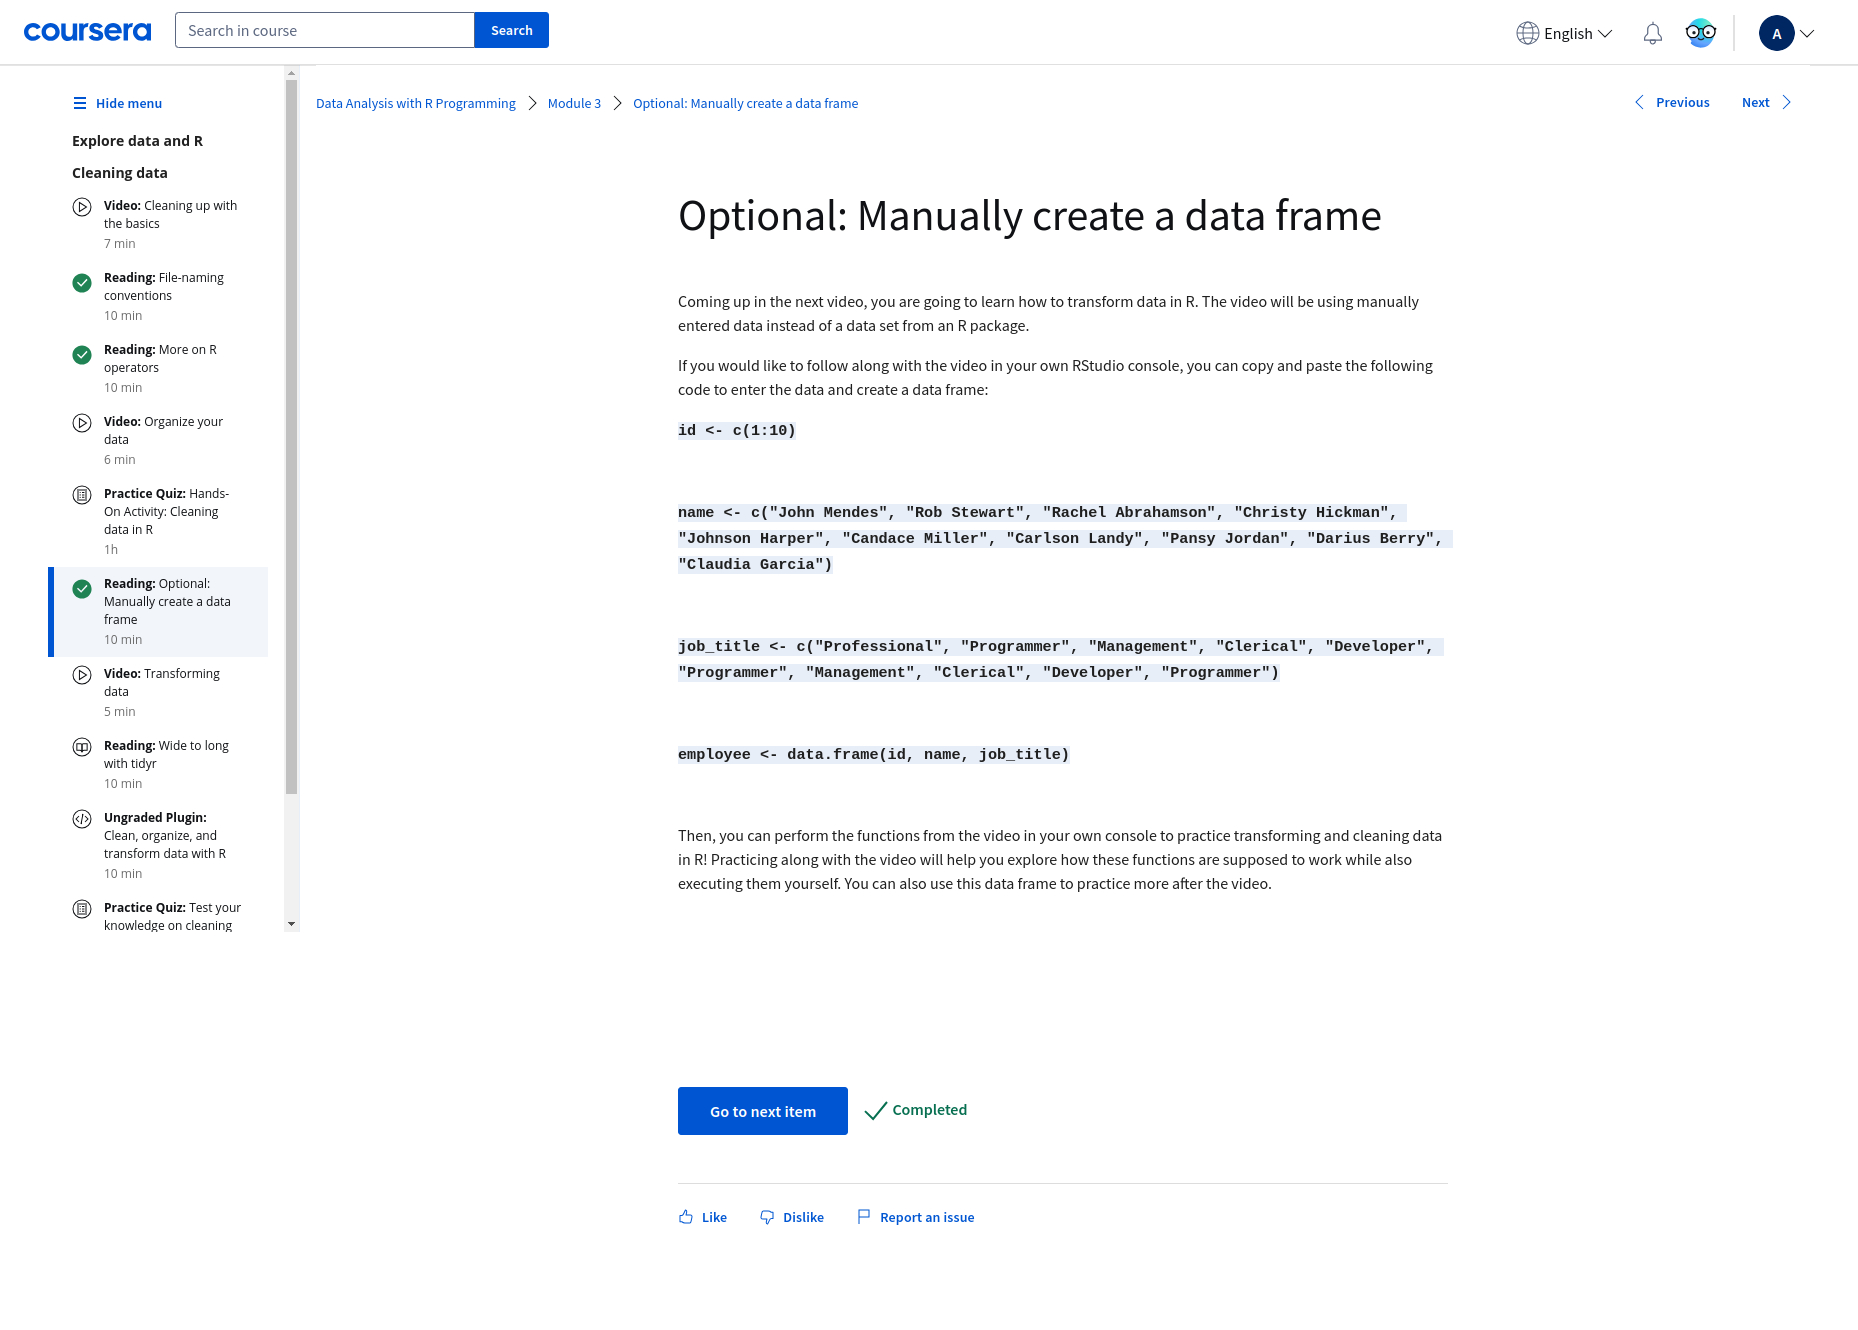 coursera
Search in course
Search
English
A
Hide menu
Explore data and R
Cleaning data
Video: Cleaning up with
the basics
7 min
Reading: File-naming
conventions
10 min
Reading: More on R
operators
10 min
Video: Organize your
data
6 min
Practice Quiz: Hands-
On Activity: Cleaning
data in R
1h
Reading: Optional:
Manually create a data
frame
10 min
Video: Transforming
data
5 min
Reading: Wide to long
with tidyr
10 min
Ungraded Plugin:
Clean, organize, and
transform data with R
10 min
Practice Quiz: Test your
knowledge on cleaning
Data Analysis with R Programming
Module 3
Optional: Manually create a data frame
Previous
Next
Optional: Manually create a data frame
Coming up in the next video, you are going to learn how to transform data in R. The video will be using manually
entered data instead of a data set from an R package.
If you would like to follow along with the video in your own RStudio console, you can copy and paste the following
code to enter the data and create a data frame:
id <- c(1:10)
name <- c("John Mendes", "Rob Stewart", "Rachel Abrahamson", "Christy Hickman",
"Johnson Harper", "Candace Miller", "Carlson Landy", "Pansy Jordan", "Darius Berry",
"Claudia Garcia")
job_title <- c("Professional", "Programmer", "Management", "Clerical", "Developer",
"Programmer", "Management", "Clerical", "Developer", "Programmer")
employee <- data.frame(id, name, job_title)
Then, you can perform the functions from the video in your own console to practice transforming and cleaning data
in R! Practicing along with the video will help you explore how these functions are supposed to work while also
executing them yourself. You can also use this data frame to practice more after the video.
Go to next item
Completed
Like
Dislike
Report an issue